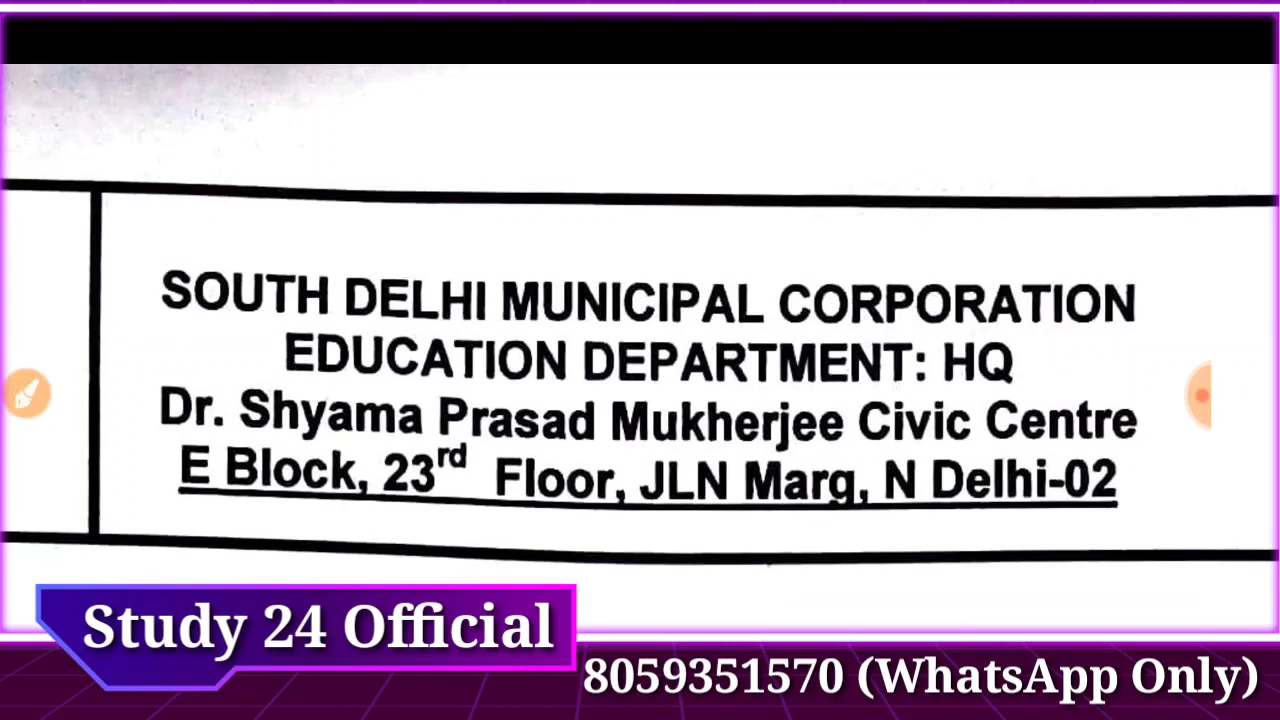 SOUTH DELHI MUNICIPAL CORPORATION
EDUCATION DEPARTMENT: HQ
Dr. Shyama Prasad Mukherjee Civic Centre
E Block, 23rd Floor, JLN Marg, N Delhi-02
Study 24 Official
8059351570 (WhatsApp Only)